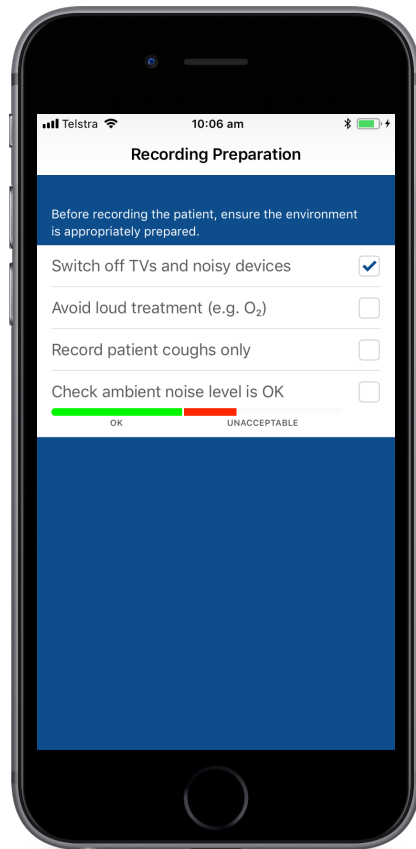 Telstra 10:06 am
Recording Preparation
Before recording the patient, ensure the environment
is appropriately prepared.
Switch off TVs and noisy devices
Avoid loud treatment (e.g. O₂)
Record patient coughs only
Check ambient noise level is OK
OK UNACCEPTABLE